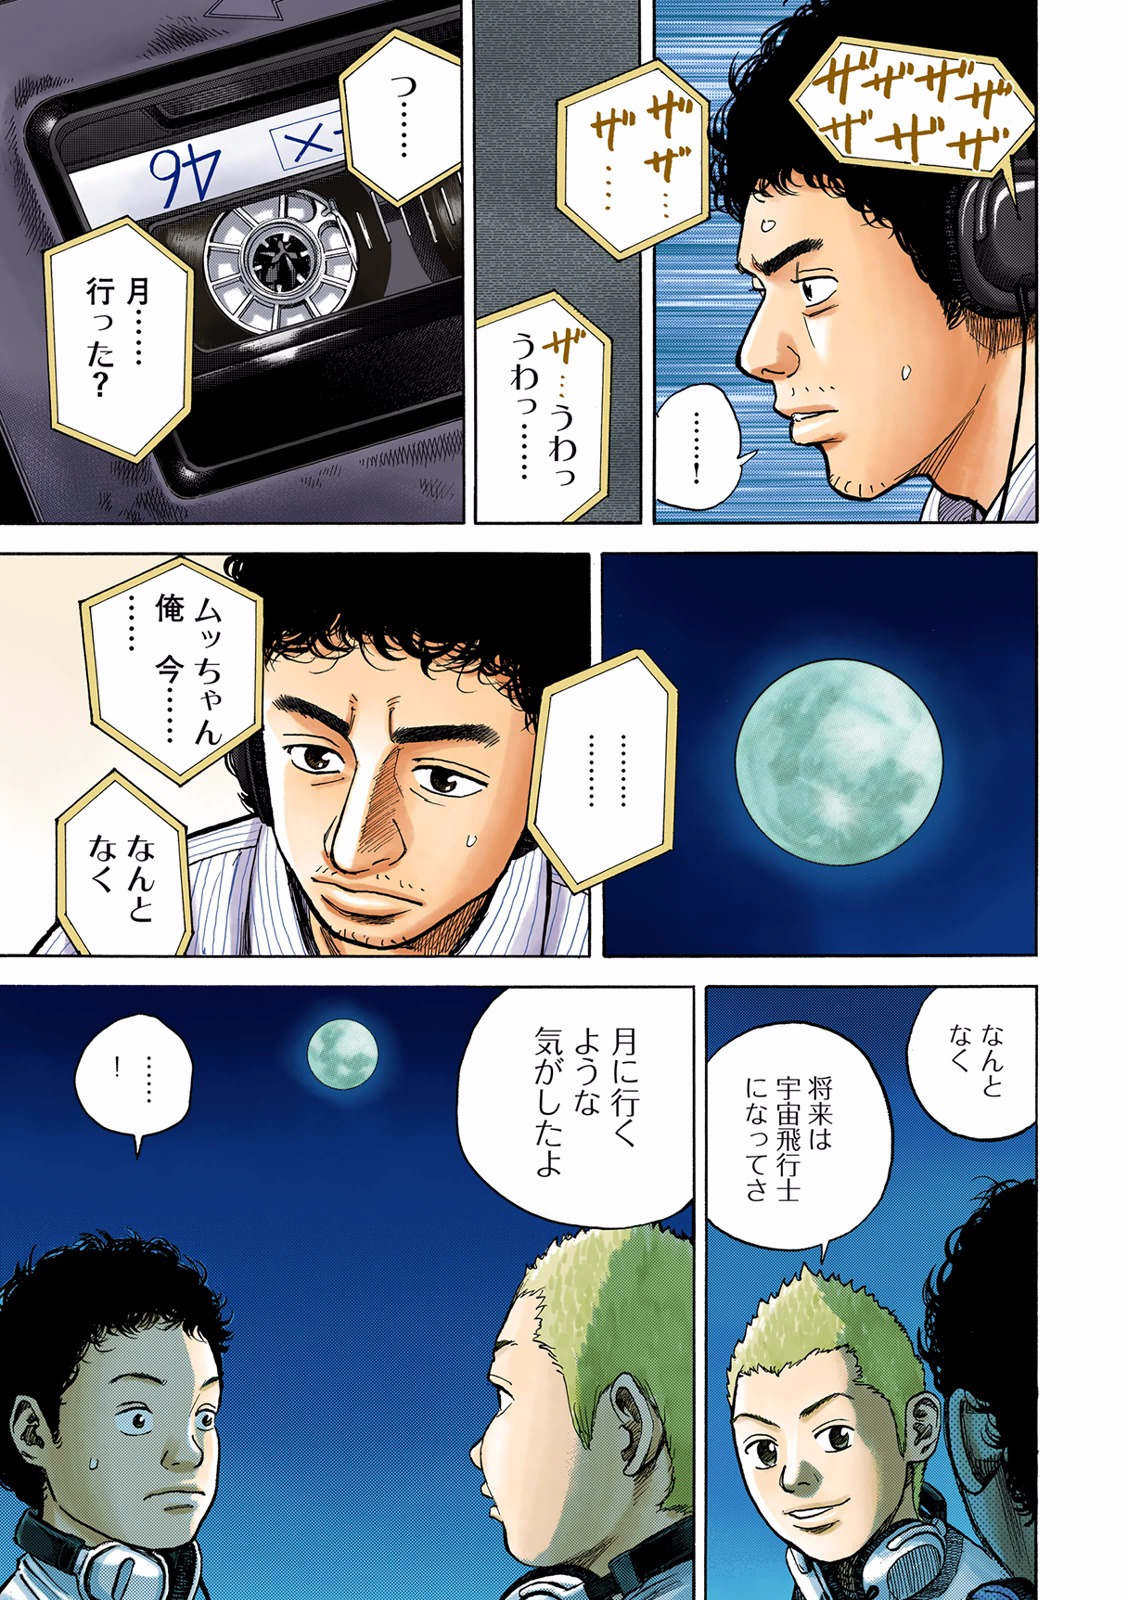 ザザザザ
ザザザ
ザザ…
ザ……
……！
ザ…うわっ
うわっ……
つ……
46
月……
行った？
………
………
ムッちゃん
俺 今……
……
なんと
なく
なんと
なく
将来は
宇宙飛行士
になってさ
月に行く
ような
気がしたよ
……
！